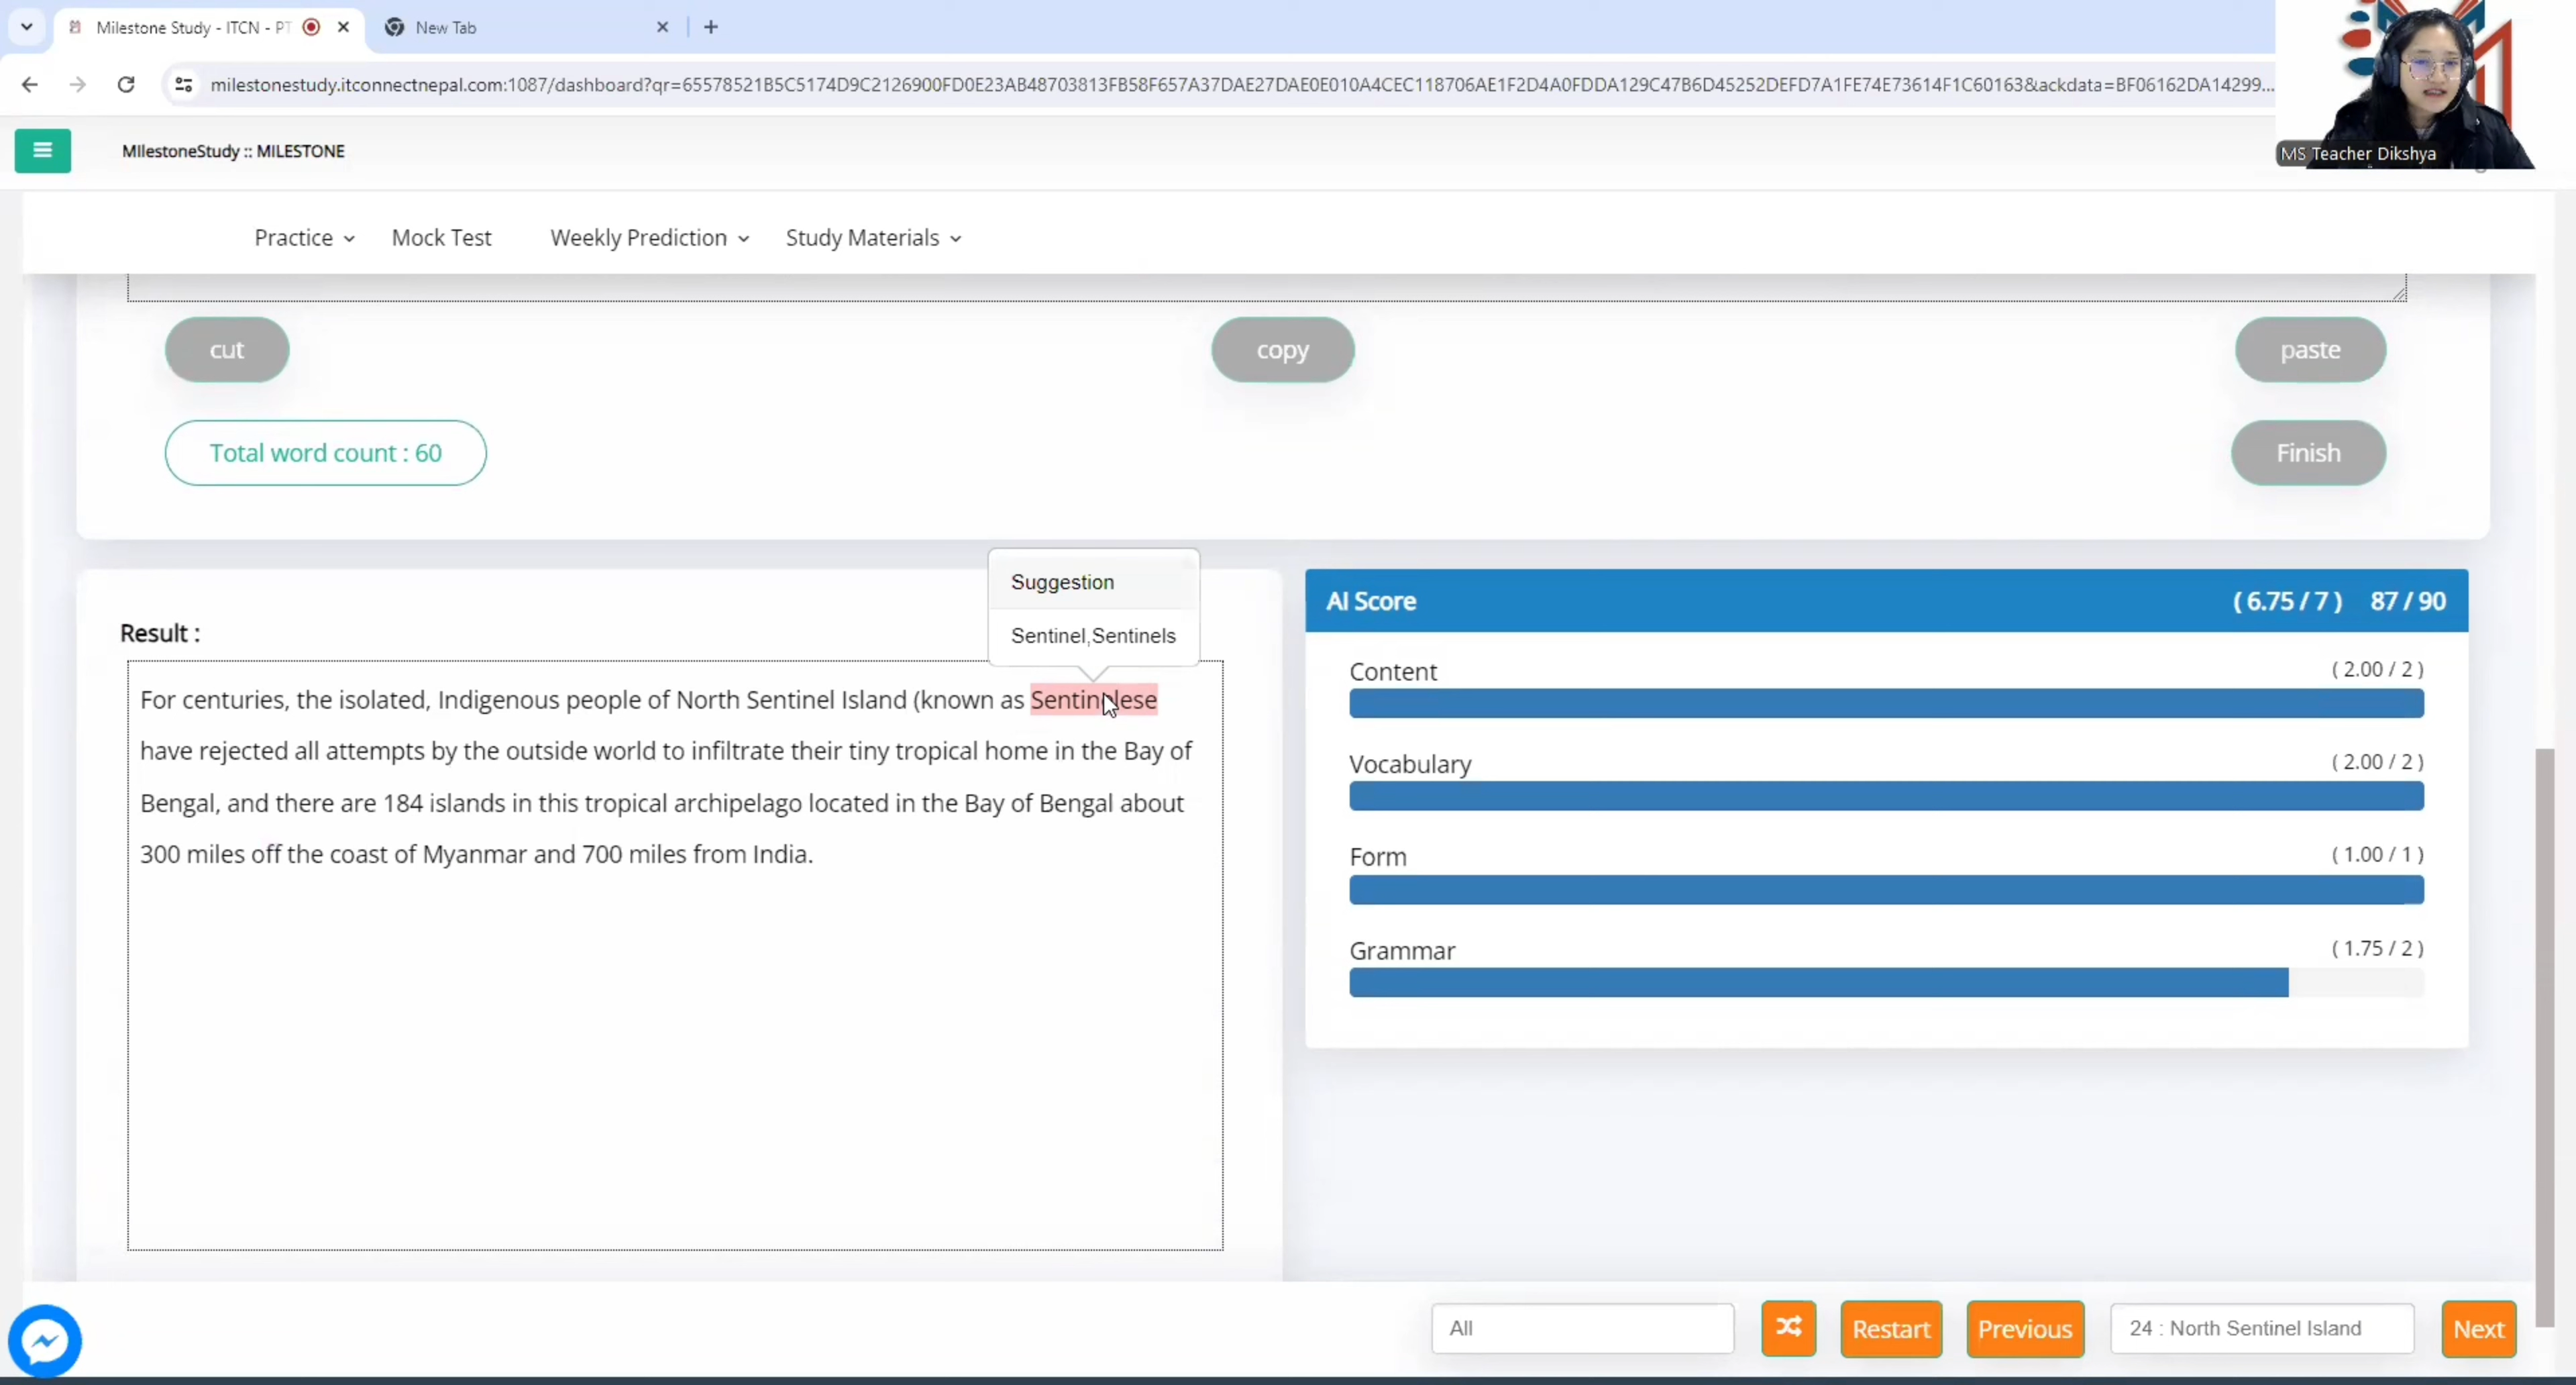 Milestone Study - ITCN - PT
New Tab
milestonestudy.itconnectnepal.com:1087/dashboard?qr=65578521B5C5174D9C2126900FD0E23AB48703813FB58F657A37DAE27DAE0E010A4CEC118706AE1F2D4A0FDDA129C47B6D45252DEFD7A1FE74E73614F1C60163&ackdata=BF06162DA14299...
MIlestoneStudy :: MILESTONE
MS Teacher Dikshya
Practice
Mock Test
Weekly Prediction
Study Materials
cut
copy
paste
Total word count : 60
Finish
Suggestion
Sentinel,Sentinels
Result :
For centuries, the isolated, Indigenous people of North Sentinel Island (known as Sentinelese
have rejected all attempts by the outside world to infiltrate their tiny tropical home in the Bay of
Bengal, and there are 184 islands in this tropical archipelago located in the Bay of Bengal about
300 miles off the coast of Myanmar and 700 miles from India.
AI Score ( 6.75 / 7 ) 87 / 90
Content ( 2.00 / 2 )
Vocabulary ( 2.00 / 2 )
Form ( 1.00 / 1 )
Grammar ( 1.75 / 2 )
All
Restart
Previous
24 : North Sentinel Island
Next